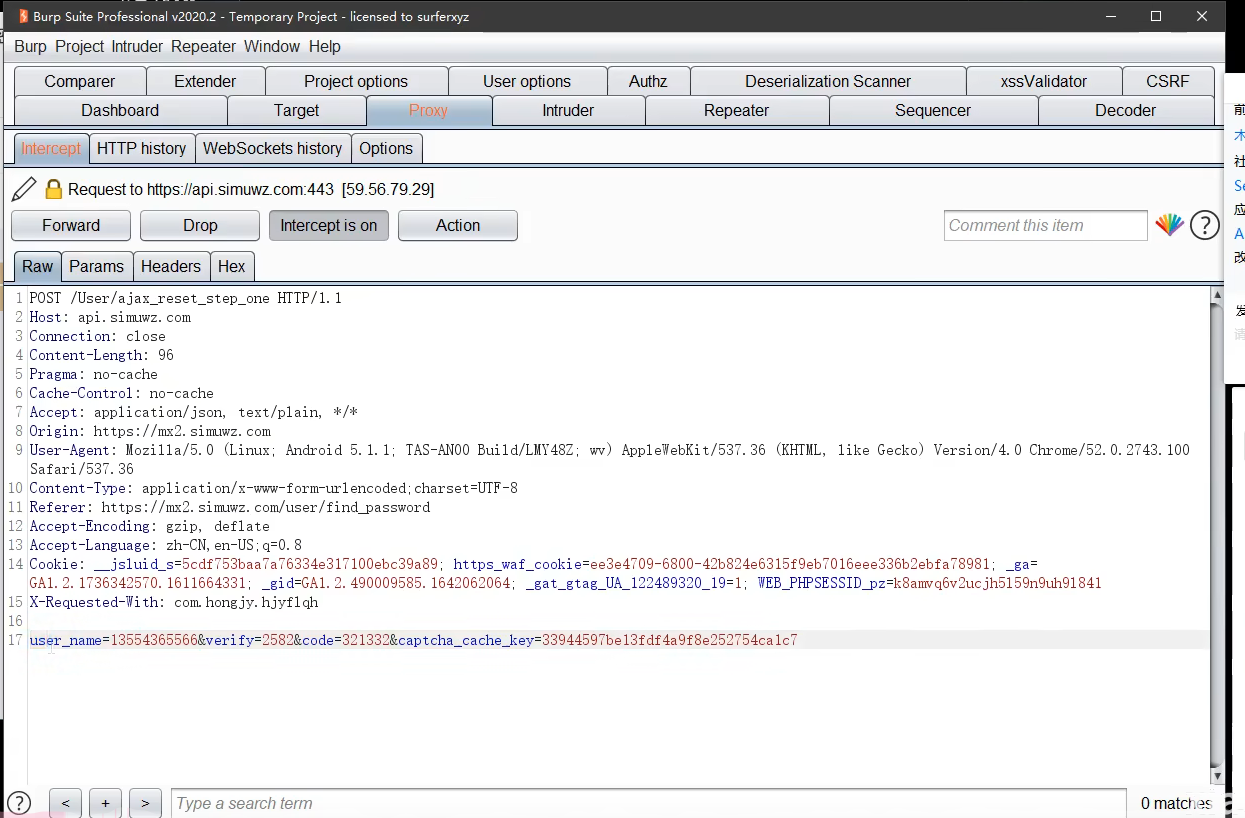 Burp Suite Professional v2020.2 - Temporary Project - licensed to surferxyz
Burp Project Intruder Repeater Window Help
Comparer Extender Project options User options Authz Deserialization Scanner xssValidator CSRF
Dashboard Target Proxy Intruder Repeater Sequencer Decoder
Intercept HTTP history WebSockets history Options
Request to https://api.simuwz.com:443 [59.56.79.29]
Forward Drop Intercept is on Action Comment this item ?
Raw Params Headers Hex
1 POST /User/ajax_reset_step_one HTTP/1.1
2 Host: api.simuwz.com
3 Connection: close
4 Content-Length: 96
5 Pragma: no-cache
6 Cache-Control: no-cache
7 Accept: application/json, text/plain, */*
8 Origin: https://mx2.simuwz.com
9 User-Agent: Mozilla/5.0 (Linux; Android 5.1.1; TAS-AN00 Build/LMY48Z; wv) AppleWebKit/537.36 (KHTML, like Gecko) Version/4.0 Chrome/52.0.2743.100
Safari/537.36
10 Content-Type: application/x-www-form-urlencoded;charset=UTF-8
11 Referer: https://mx2.simuwz.com/user/find_password
12 Accept-Encoding: gzip, deflate
13 Accept-Language: zh-CN,en-US;q=0.8
14 Cookie: __jsluid_s=5cdf753baa7a76334e317100ebc39a89; https_waf_cookie=ee3e4709-6800-42b824e6315f9eb7016eee336b2ebfa78981; _ga=
GA1.2.1736342570.1611664331; _gid=GA1.2.490009585.1642062064; _gat_gtag_UA_122489320_19=1; WEB_PHPSESSID_pz=k8amvq6v2ucjh5159n9uh91841
15 X-Requested-With: com.hongjy.hjyflqh
16
17 user_name=13554365566&verify=2582&code=321332&captcha_cache_key=33944597be13fdf4a9f8e252754ca1c7
? < + > Type a search term 0 matches
前
木
社
Se
应
A
改
发
请